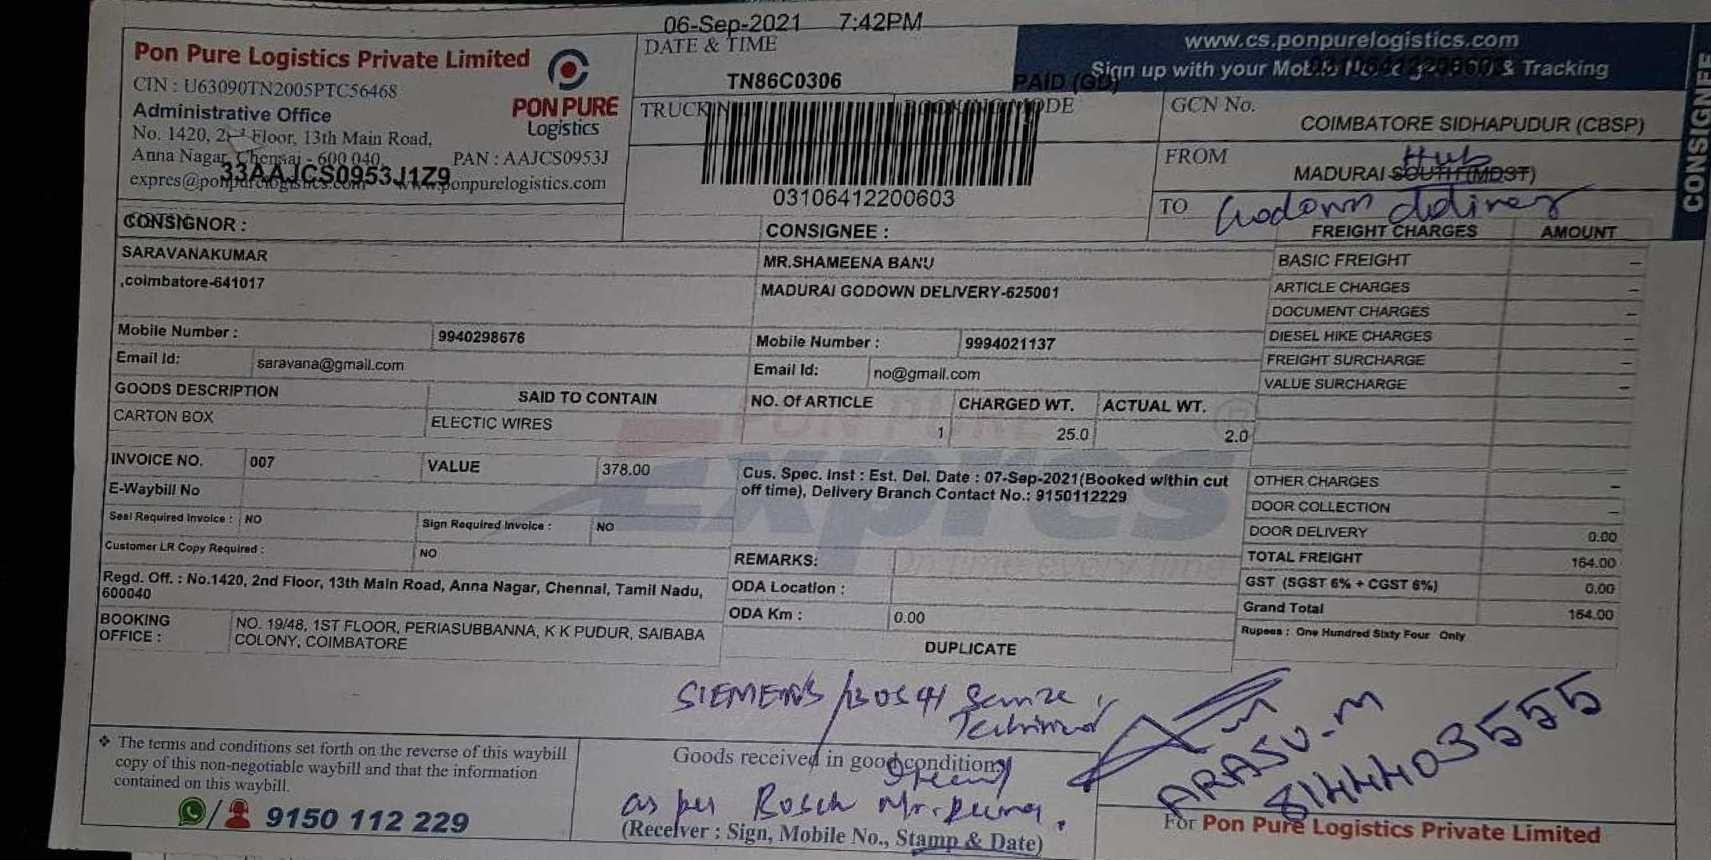 06-Sep-2021 7:42PM
Pon Pure Logistics Private Limited
CIN : U63090TN2005PTC56468
Administrative Office
No. 1420, 2nd Floor, 13th Main Road,
Anna Nagar, Chennai - 600 040. PAN : AAJCS0953J
expres@ponpurelogistics.com www.ponpurelogistics.com
33AAJCS0953J1Z9
PON PURE
Logistics
DATE & TIME
TN86C0306
TRUCK
BOOKING MODE
PAID
03106412200603
www.cs.ponpurelogistics.com
Sign up with your Mobile & Tracking
GCN No.
COIMBATORE SIDHAPUDUR (CBSP)
FROM
Hub
MADURAI SOUTH (MDST)
TO Godown
CONSIGNEE
CONSIGNOR :
SARAVANAKUMAR
,coimbatore-641017
Mobile Number : 9940298676
Email Id: saravana@gmail.com
CONSIGNEE :
MR.SHAMEENA BANU
MADURAI GODOWN DELIVERY-625001
Mobile Number : 9994021137
Email Id: no@gmail.com
FREIGHT CHARGES AMOUNT
BASIC FREIGHT –
ARTICLE CHARGES –
DOCUMENT CHARGES –
DIESEL HIKE CHARGES –
FREIGHT SURCHARGE –
VALUE SURCHARGE –
GOODS DESCRIPTION SAID TO CONTAIN NO. Of ARTICLE CHARGED WT. ACTUAL WT.
CARTON BOX ELECTIC WIRES 1 25.0 2.0
PON PURE
Expres
INVOICE NO. 007 VALUE 378.00
E-Waybill No
Seal Required Invoice : NO Sign Required Invoice : NO
Customer LR Copy Required : NO
Cus. Spec. Inst : Est. Del. Date : 07-Sep-2021(Booked within cut
off time), Delivery Branch Contact No.: 9150112229
REMARKS:
ODA Location :
ODA Km : 0.00
DUPLICATE
OTHER CHARGES –
DOOR COLLECTION –
DOOR DELIVERY 0.00
TOTAL FREIGHT 164.00
GST (SGST 6% + CGST 6%) 0.00
Grand Total 164.00
Rupees : One Hundred Sixty Four Only
Regd. Off. : No.1420, 2nd Floor, 13th Main Road, Anna Nagar, Chennai, Tamil Nadu,
600040
BOOKING
OFFICE :
NO. 19/48, 1ST FLOOR, PERIASUBBANNA, K K PUDUR, SAIBABA
COLONY, COIMBATORE
SIEMENS / BOSCH
❖ The terms and conditions set forth on the reverse of this waybill
copy of this non-negotiable waybill and that the information
contained on this waybill.
9150 112 229
Goods received in good condition
as per Bosch
(Receiver : Sign, Mobile No., Stamp & Date)
ARASU.M
8144403555
For Pon Pure Logistics Private Limited